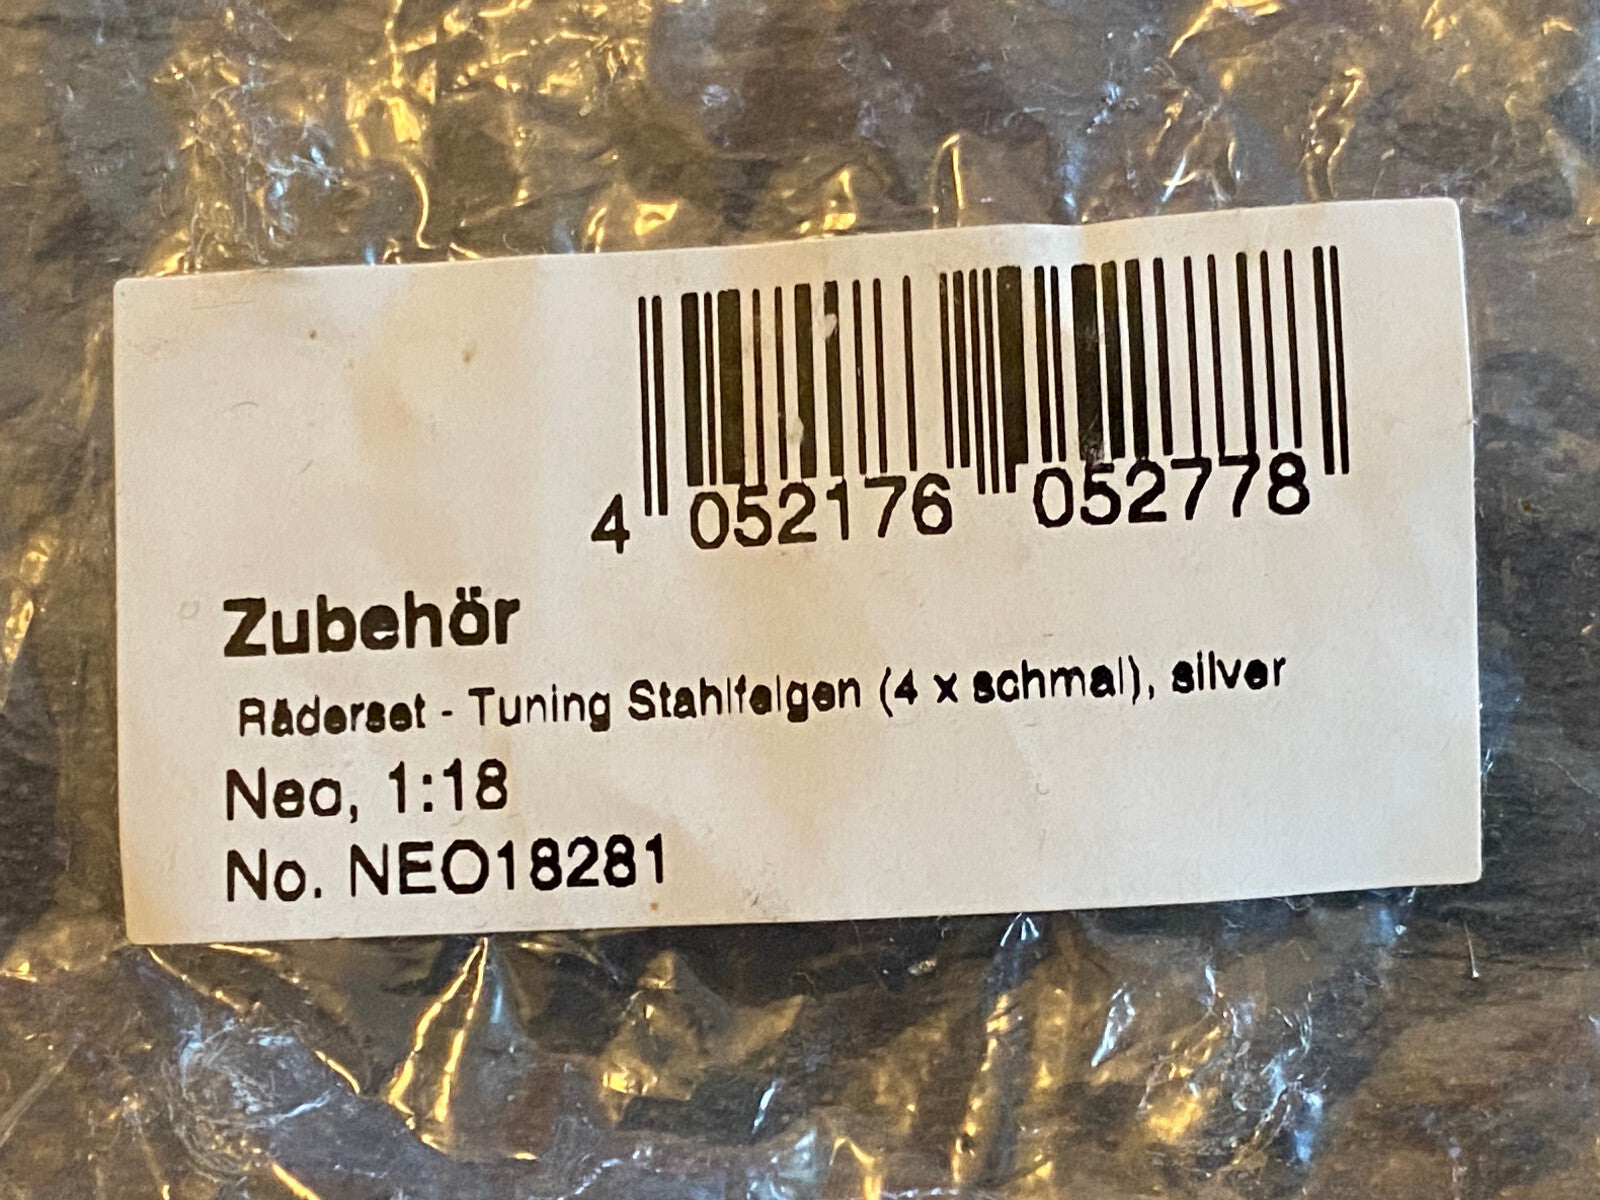 4 052176 052778
Zubehör
Räderset - Tuning Stahlfelgen (4 x schmal), silver
Neo, 1:18
No. NEO18281